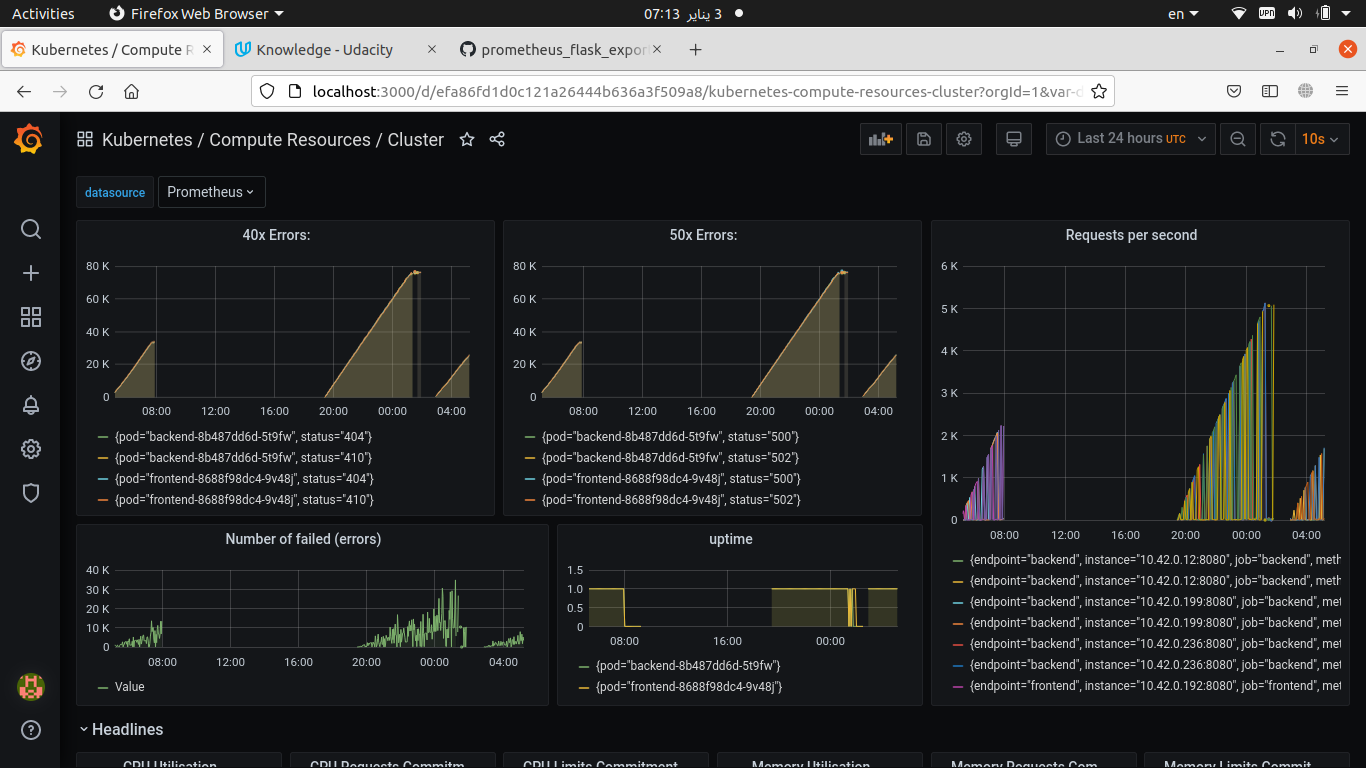 Activities
Firefox Web Browser
3 يناير 07:13
en
VPN
Kubernetes / Compute R
Knowledge - Udacity
prometheus_flask_expor
localhost:3000/d/efa86fd1d0c121a26444b636a3f509a8/kubernetes-compute-resources-cluster?orgId=1&var-d
Kubernetes / Compute Resources / Cluster
Last 24 hours UTC
10s
datasource
Prometheus
40x Errors:
80 K
60 K
40 K
20 K
0
08:00 12:00 16:00 20:00 00:00 04:00
{pod="backend-8b487dd6d-5t9fw", status="404"}
{pod="backend-8b487dd6d-5t9fw", status="410"}
{pod="frontend-8688f98dc4-9v48j", status="404"}
{pod="frontend-8688f98dc4-9v48j", status="410"}
50x Errors:
80 K
60 K
40 K
20 K
0
08:00 12:00 16:00 20:00 00:00 04:00
{pod="backend-8b487dd6d-5t9fw", status="500"}
{pod="backend-8b487dd6d-5t9fw", status="502"}
{pod="frontend-8688f98dc4-9v48j", status="500"}
{pod="frontend-8688f98dc4-9v48j", status="502"}
Requests per second
6 K
5 K
4 K
3 K
2 K
1 K
0
08:00 12:00 16:00 20:00 00:00 04:00
{endpoint="backend", instance="10.42.0.12:8080", job="backend", meth
{endpoint="backend", instance="10.42.0.12:8080", job="backend", meth
{endpoint="backend", instance="10.42.0.199:8080", job="backend", met
{endpoint="backend", instance="10.42.0.199:8080", job="backend", met
{endpoint="backend", instance="10.42.0.236:8080", job="backend", met
{endpoint="backend", instance="10.42.0.236:8080", job="backend", met
{endpoint="frontend", instance="10.42.0.192:8080", job="frontend", met
Number of failed (errors)
40 K
30 K
20 K
10 K
0
08:00 12:00 16:00 20:00 00:00 04:00
Value
uptime
1.5
1.0
0.5
0
08:00 16:00 00:00
{pod="backend-8b487dd6d-5t9fw"}
{pod="frontend-8688f98dc4-9v48j"}
Headlines
CPU Utilisation
CPU Requests Commitm
CPU Limits Commitment
Memory Utilisation
Memory Requests Com
Memory Limits Commit